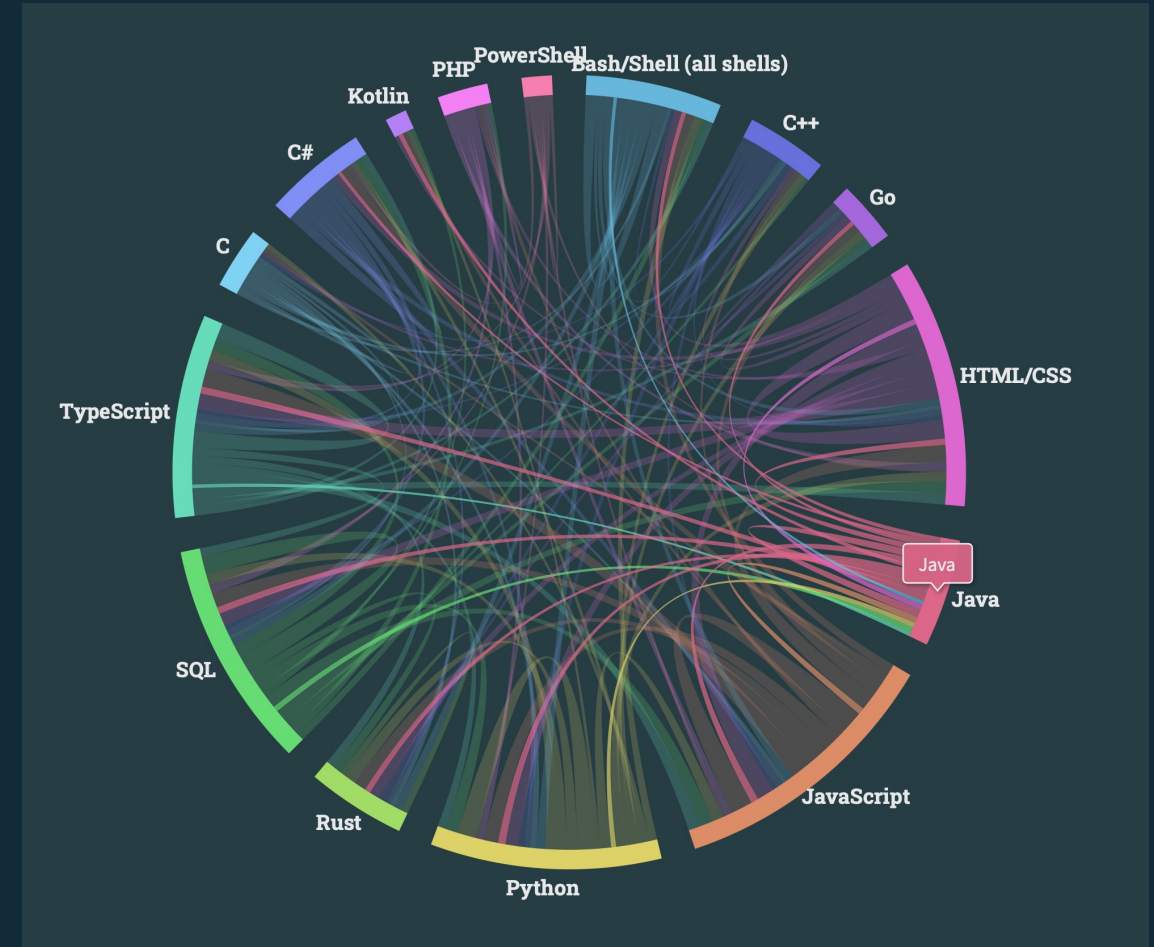 PowerShell
Bash/Shell (all shells)
PHP
Kotlin
C++
C#
Go
C
HTML/CSS
TypeScript
Java
Java
SQL
JavaScript
Rust
Python